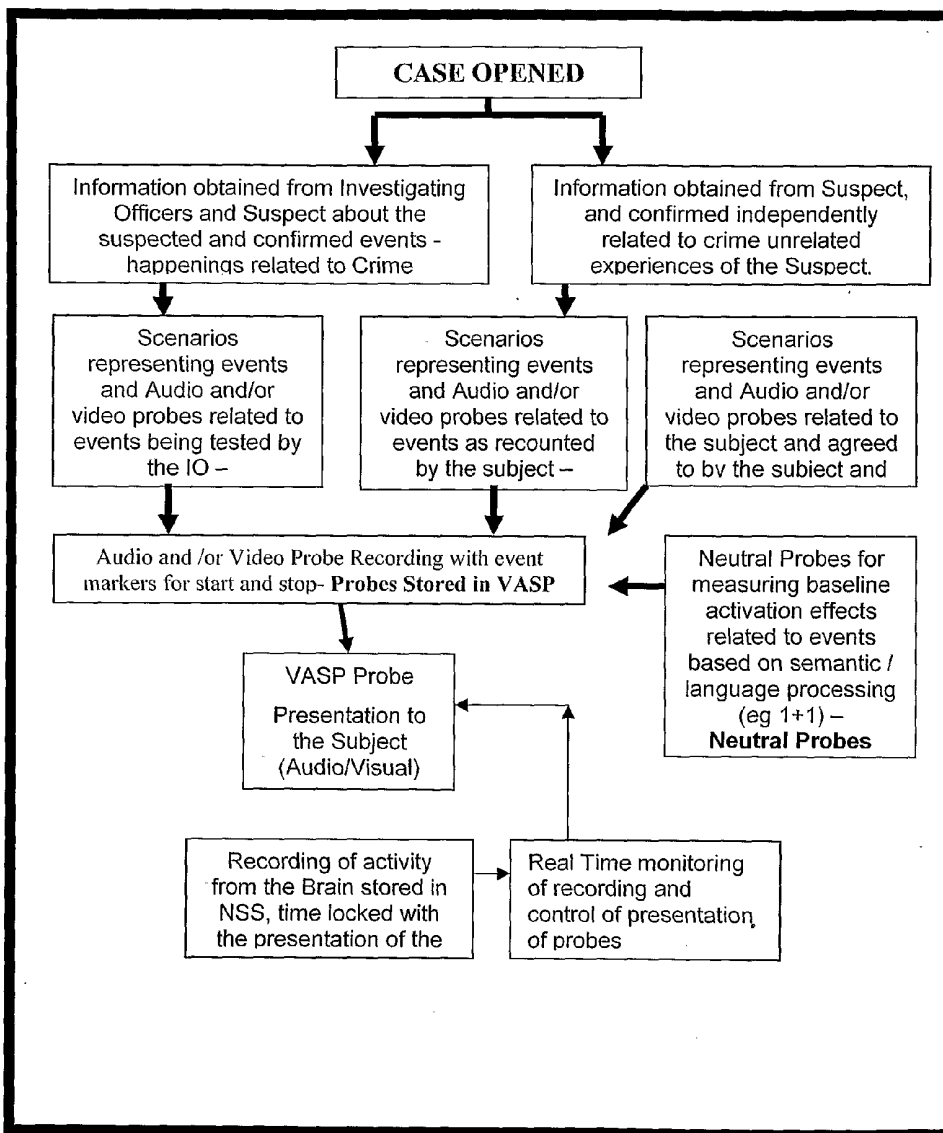 CASE OPENED
Information obtained from Investigating
Officers and Suspect about the
suspected and confirmed events -
happenings related to Crime
Information obtained from Suspect,
and confirmed independently
related to crime unrelated
experiences of the Suspect.
Scenarios
representing events
and Audio and/or
video probes related to
events being tested by
the IO –
Scenarios
representing events
and Audio and/or
video probes related to
events as recounted
by the subject –
Scenarios
representing events
and Audio and/or
video probes related to
the subject and agreed
to by the subject and
Audio and /or Video Probe Recording with event
markers for start and stop- Probes Stored in VASP
Neutral Probes for
measuring baseline
activation effects
related to events
based on semantic /
language processing
(eg 1+1) –
Neutral Probes
VASP Probe
Presentation to
the Subject
(Audio/Visual)
Recording of activity
from the Brain stored in
NSS, time locked with
the presentation of the
Real Time monitoring
of recording and
control of presentation
of probes